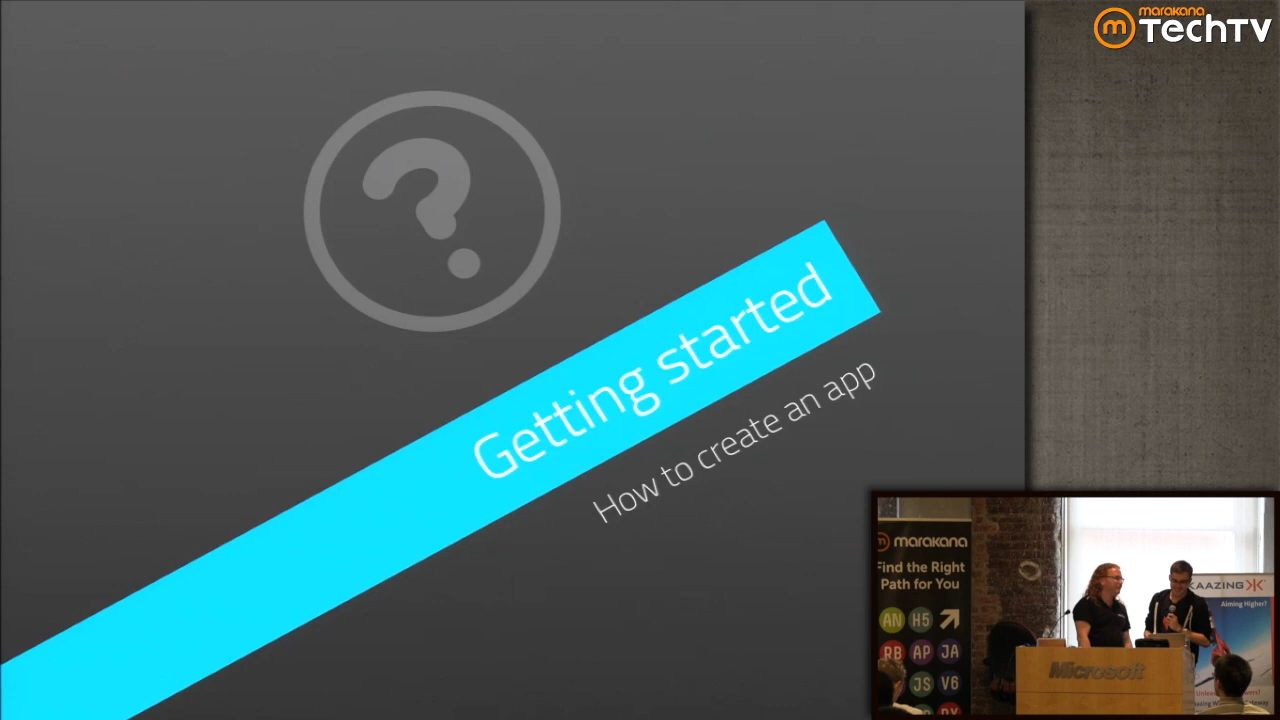 marakana
TechTV
Getting started
How to create an app
marakana
Find the Right
Path for You
AN H5
RB AP JA
JS V6
KAAZING
Aiming Higher?
Microsoft